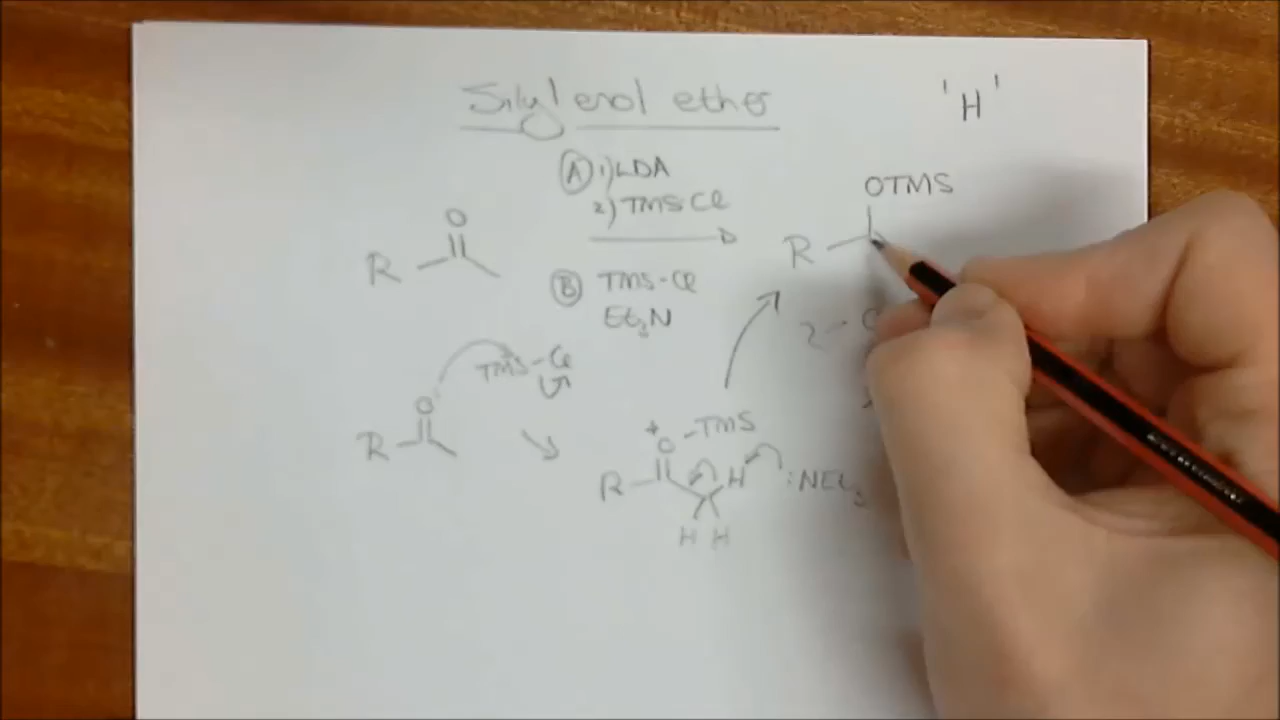 Silyl enol ether
'H'
A 1) LDA
2) TMSCl
OTMS
O
R
R
B TMS-Cl
Et3N
TMS-Cl
O
R
+ O-TMS
R H :NEt3
H H